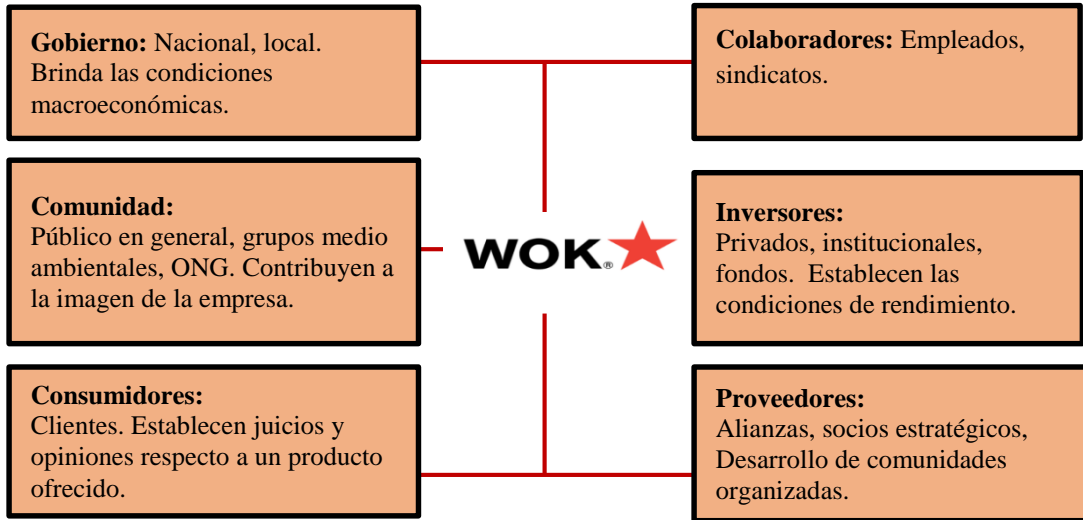 Gobierno: Nacional, local.
Brinda las condiciones
macroeconómicas.
Colaboradores: Empleados,
sindicatos.
Comunidad:
Público en general, grupos medio
ambientales, ONG. Contribuyen a
la imagen de la empresa.
WOK®
Inversores:
Privados, institucionales,
fondos. Establecen las
condiciones de rendimiento.
Consumidores:
Clientes. Establecen juicios y
opiniones respecto a un producto
ofrecido.
Proveedores:
Alianzas, socios estratégicos,
Desarrollo de comunidades
organizadas.